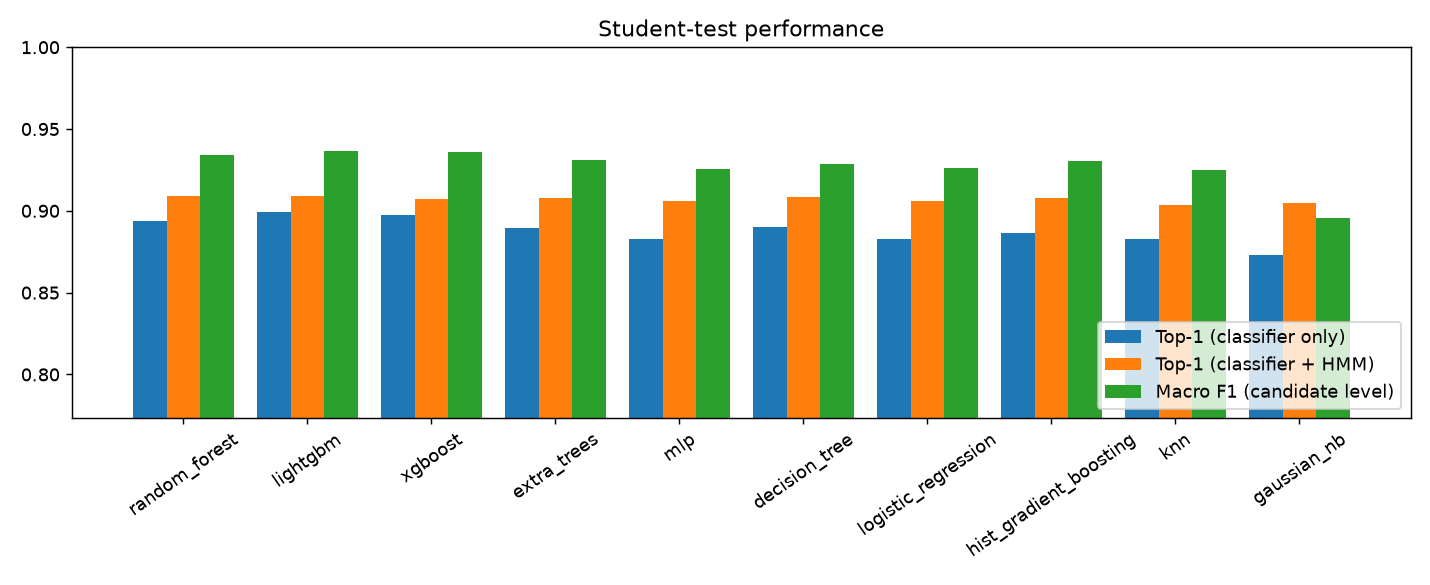 Student-test performance
1.00
0.95
0.90
0.85
0.80
Top-1 (classifier only)
Top-1 (classifier + HMM)
Macro F1 (candidate level)
random_forest
lightgbm
xgboost
extra_trees
mlp
decision_tree
logistic_regression
hist_gradient_boosting
knn
gaussian_nb